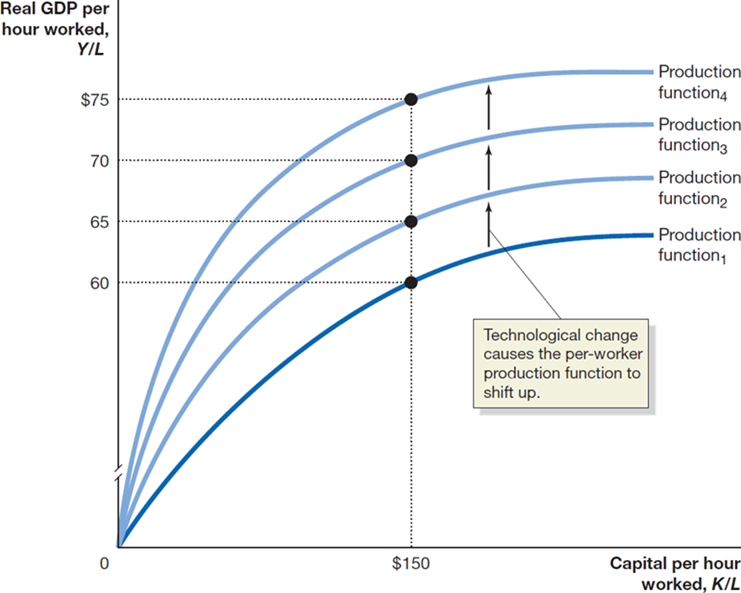 Real GDP per
hour worked,
Y/L
$75
70
65
60
0
$150
Capital per hour
worked, K/L
Production
function4
Production
function3
Production
function2
Production
function1
Technological change
causes the per-worker
production function to
shift up.